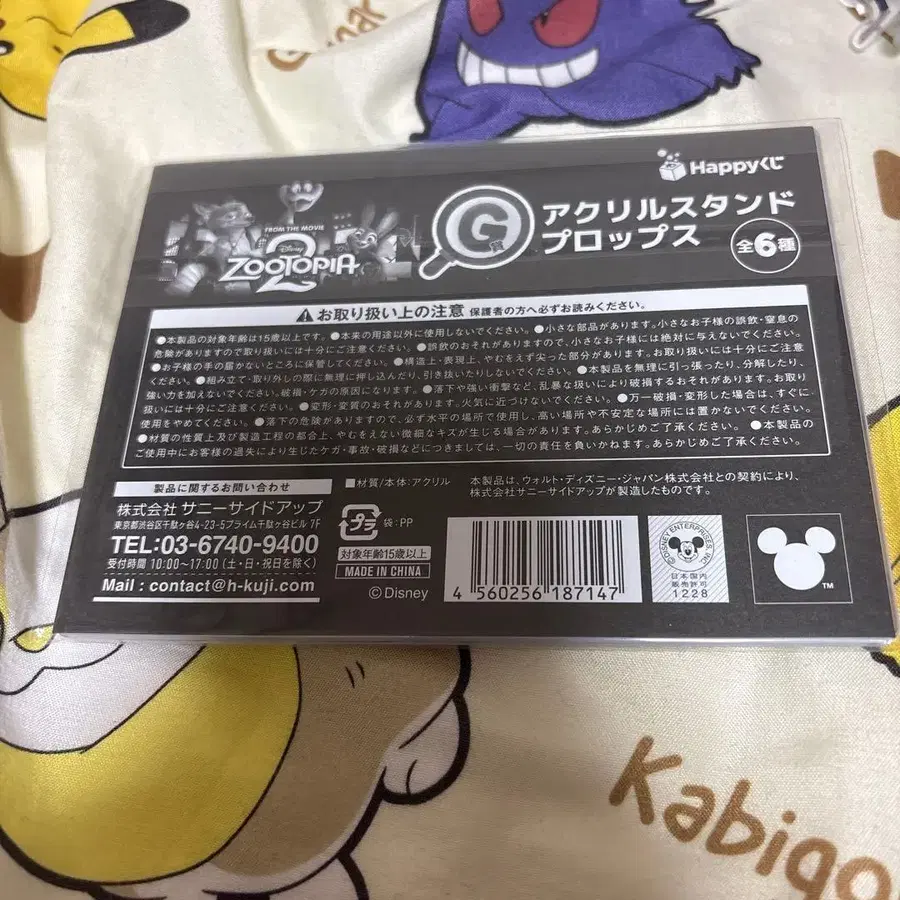 Happyくじ
FROM THE MOVIE
Disney
ZOOTOPIA
2
G賞
アクリルスタンド
プロップス
全6種
お取り扱い上の注意 保護者の方へ必ずお読みください。
●本製品の対象年齢は15歳以上です。●本来の用途以外に使用しないでください。●小さな部品があります。小さなお子様の誤飲・窒息の
危険がありますので取り扱いには十分にご注意ください。●誤飲のおそれがありますので、小さなお子様には絶対に与えないでください。
●お子様の手の届かないところに保管してください。●構造上・表現上、やむをえず尖った部分があります。お取り扱いには十分にご注意
ください。●組み立て・取り外しの際に無理に押し込んだり、引き抜いたりしないでください。●本製品を無理に引っ張ったり、分解したり、
強い力を加えないでください。破損・ケガの原因になります。●落下や強い衝撃など、乱暴な扱いにより破損するおそれがあります。お取り
扱いには十分にご注意ください。●変形・変質のおそれがあります。火気に近づけないでください。●万一破損・変形した場合は、すぐに
使用をやめてください。●落下の危険がありますので、必ず水平の場所で使用し、高い場所や不安定な場所には置かないでください。
●材質の性質上及び製造工程の都合上、やむをえない微細なキズが生じる場合があります。あらかじめご了承ください。●本製品の
ご使用中にお客様の過失により生じたケガ・事故・破損などにつきましては、一切の責任を負いかねます。あらかじめご了承ください。
製品に関するお問い合わせ
株式会社 サニーサイドアップ
東京都渋谷区千駄ヶ谷4-23-5プライム千駄ヶ谷ビル 7F
TEL:03-6740-9400
受付時間 10:00～17:00 (土・日・祝日を除く)
Mail : contact@h-kuji.com
■材質/本体:アクリル
プラ
袋:PP
対象年齢15歳以上
MADE IN CHINA
©Disney
本製品は、ウォルト・ディズニー・ジャパン株式会社との契約により、
株式会社サニーサイドアップが製造したものです。
4 560256 187147
©DISNEY ENTERPRISES, INC.
日本国内
販売許可
1228
TM
Kabigo